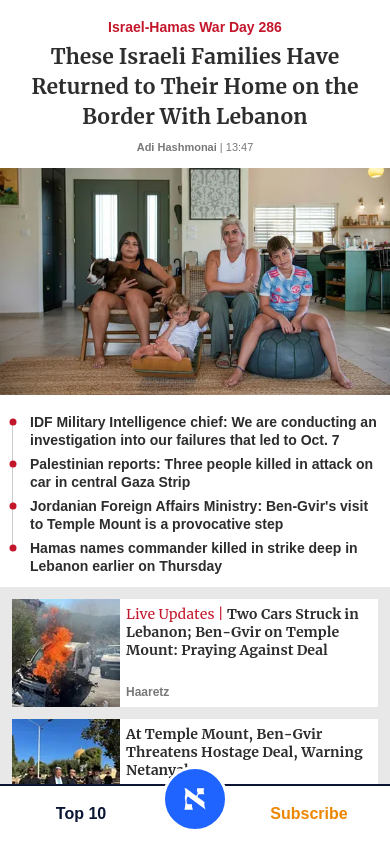 Israel-Hamas War Day 286
These Israeli Families Have
Returned to Their Home on the
Border With Lebanon
Adi Hashmonai | 13:47
IDF Military Intelligence chief: We are conducting an
investigation into our failures that led to Oct. 7
Palestinian reports: Three people killed in attack on
car in central Gaza Strip
Jordanian Foreign Affairs Ministry: Ben-Gvir's visit
to Temple Mount is a provocative step
Hamas names commander killed in strike deep in
Lebanon earlier on Thursday
Live Updates | Two Cars Struck in
Lebanon; Ben-Gvir on Temple
Mount: Praying Against Deal
Haaretz
At Temple Mount, Ben-Gvir
Threatens Hostage Deal, Warning
Top 10
Subscribe